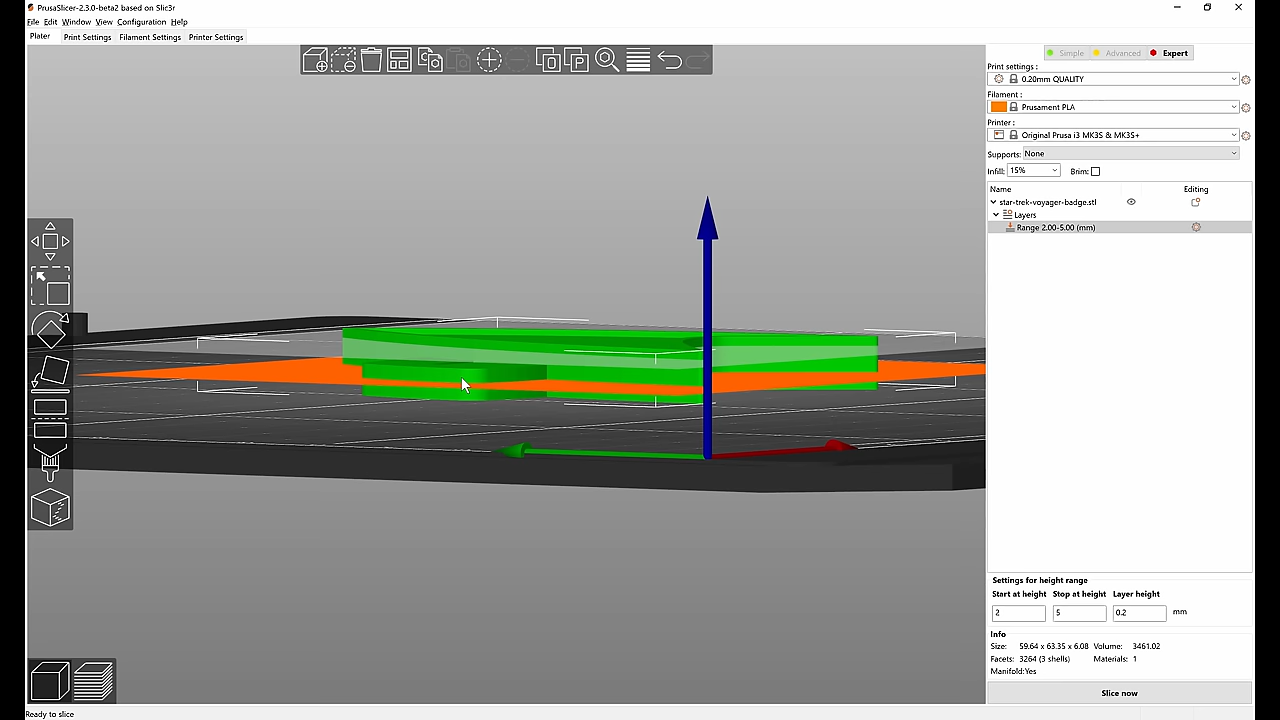 PrusaSlicer-2.3.0-beta2 based on Slic3r
File Edit Window View Configuration Help
Plater Print Settings Filament Settings Printer Settings
Simple Advanced Expert
Print settings :
0.20mm QUALITY
Filament :
Prusament PLA
Printer :
Original Prusa i3 MK3S & MK3S+
Supports: None
Infill: 15% Brim:
Name Editing
star-trek-voyager-badge.stl
Layers
Range 2.00-5.00 (mm)
Settings for height range
Start at height Stop at height Layer height
2 5 0.2 mm
Info
Size: 59.64 x 63.35 x 6.08 Volume: 3461.02
Facets: 3264 (3 shells) Materials: 1
Manifold:Yes
Slice now
Ready to slice